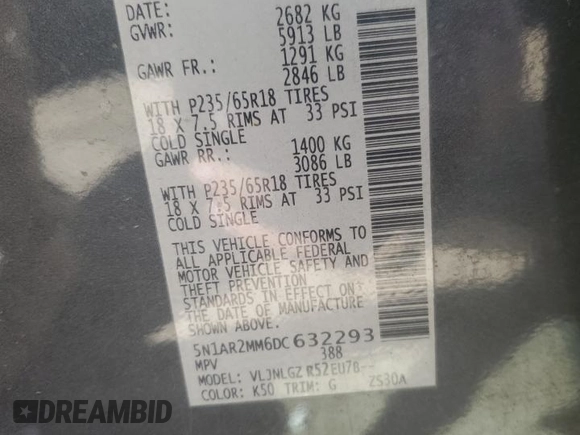 DATE:
GVWR: 2682 KG
5913 LB
GAWR FR.: 1291 KG
2846 LB
WITH P235/65R18 TIRES
18 X 7.5 RIMS AT 33 PSI
COLD SINGLE
GAWR RR.: 1400 KG
3086 LB
WITH P235/65R18 TIRES
18 X 7.5 RIMS AT 33 PSI
COLD SINGLE
THIS VEHICLE CONFORMS TO
ALL APPLICABLE FEDERAL
MOTOR VEHICLE SAFETY AND
THEFT PREVENTION
STANDARDS IN EFFECT ON
THE DATE OF MANUFACTURE
SHOWN ABOVE.
5N1AR2MM6DC632293
MPV 388
MODEL: VLJNLGZ R52EU7B--
COLOR: K50 TRIM: G ZS30A
DREAMBID
DREAMBID.COM